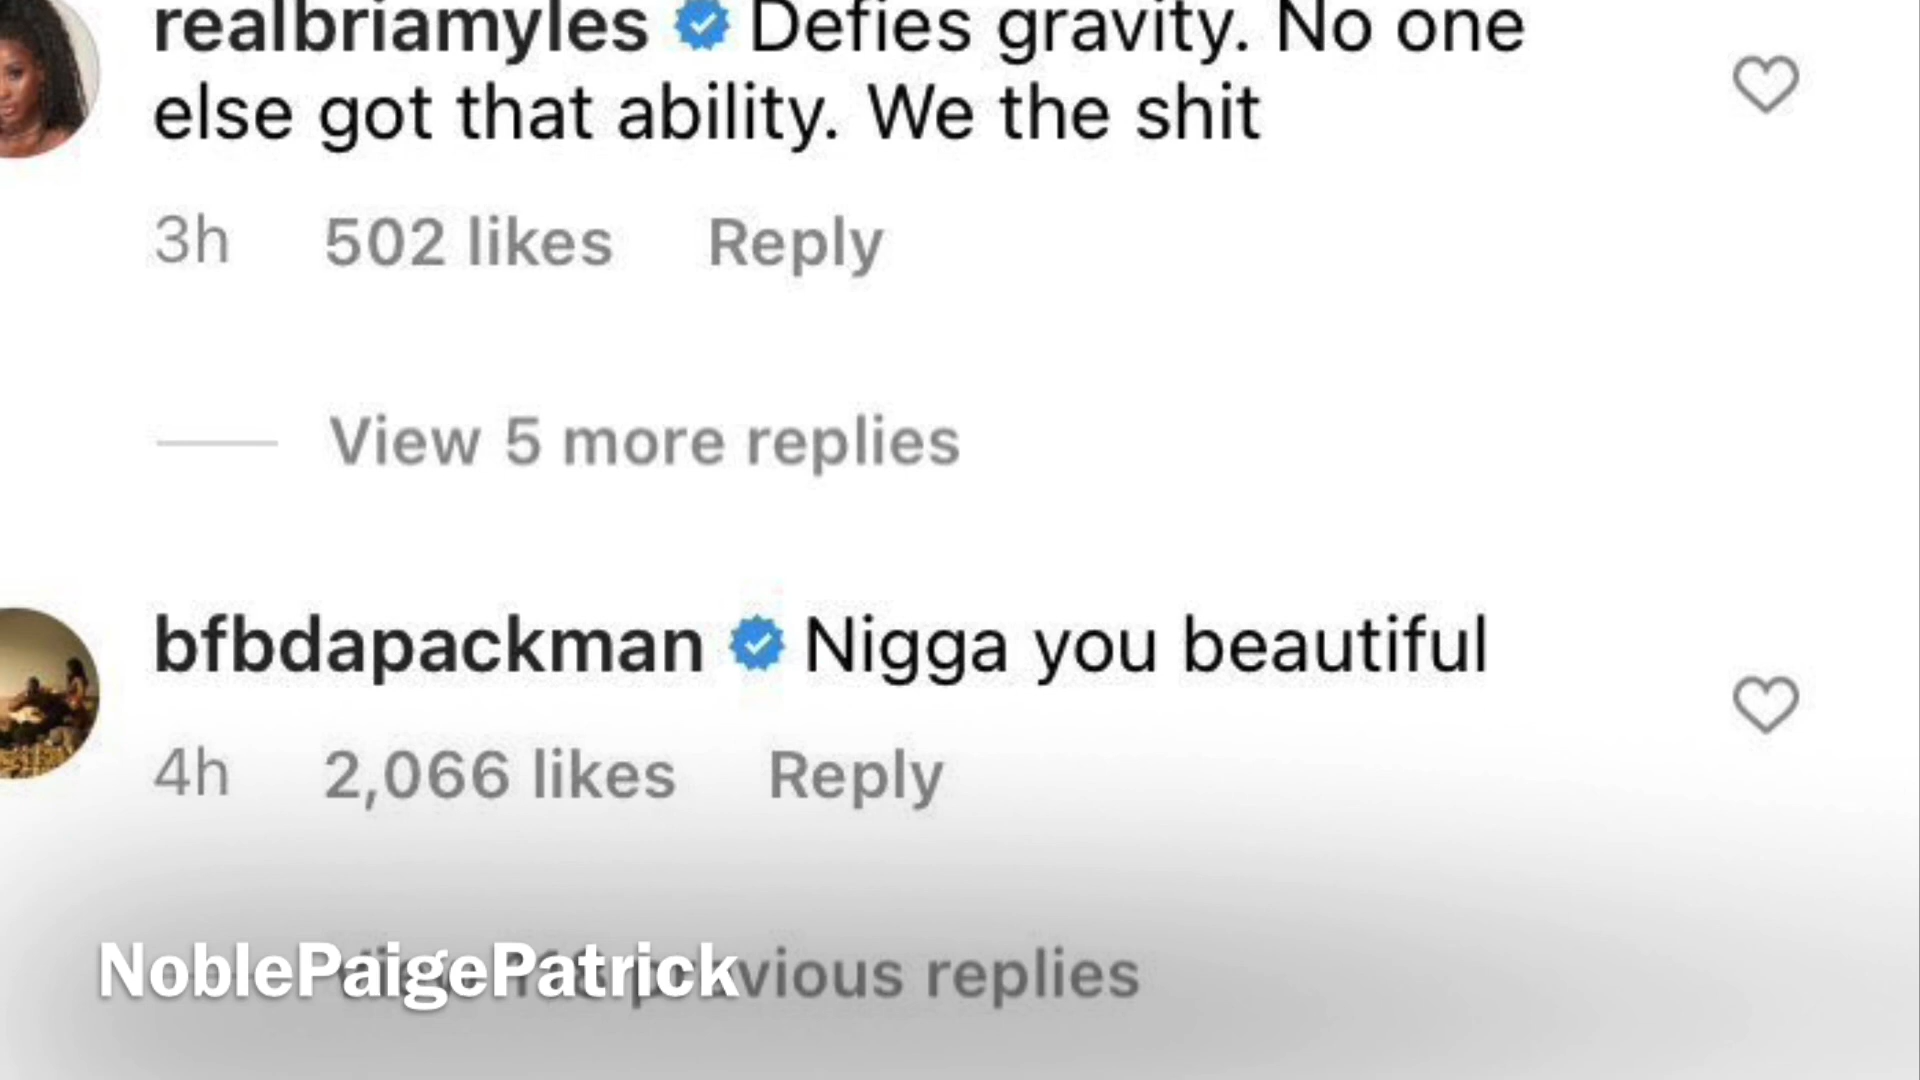 realbriamyles Defies gravity. No one
else got that ability. We the shit
3h 502 likes Reply
View 5 more replies
bfbdapackman Nigga you beautiful
4h 2,066 likes Reply
NoblePaigePatrick
replies